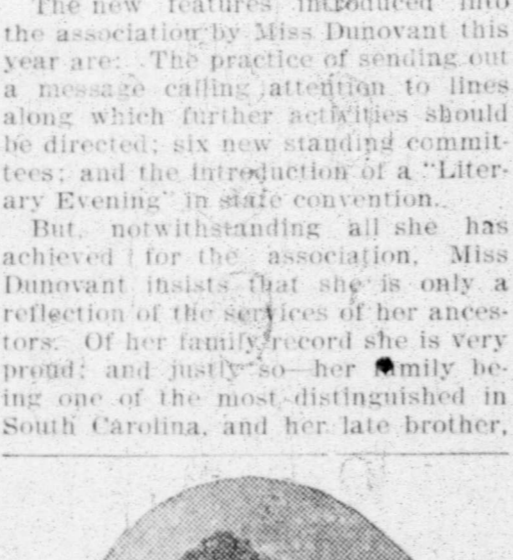 The new features introduced into
the association by Miss Dunovant this
year are: The practice of sending out
a message calling attention to lines
along which further activities should
be directed; six new standing commit-
tees; and the introduction of a "Liter-
ary Evening" in state convention.
But, notwithstanding all she has
achieved for the association, Miss
Dunovant insists that she is only a
reflection of the services of her ances-
tors. Of her family record she is very
proud; and justly so—her family be-
ing one of the most distinguished in
South Carolina, and her late brother,